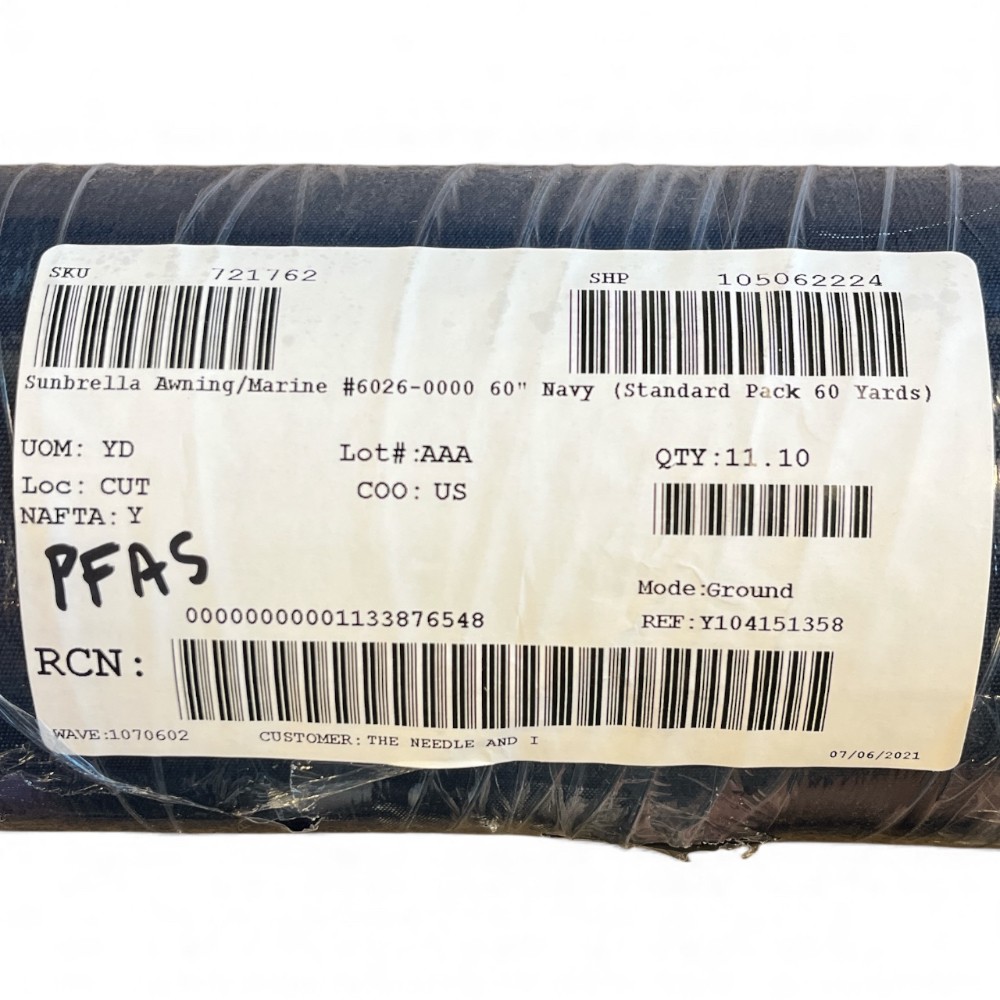 SKU 721762 SHP 105062224
Sunbrella Awning/Marine #6026-0000 60" Navy (Standard Pack 60 Yards)
UOM: YD Lot#:AAA QTY:11.10
Loc: CUT COO: US
NAFTA: Y
PFAS
Mode:Ground
00000000001133876548 REF:Y104151358
RCN:
WAVE:1070602 CUSTOMER:THE NEEDLE AND I 07/06/2021